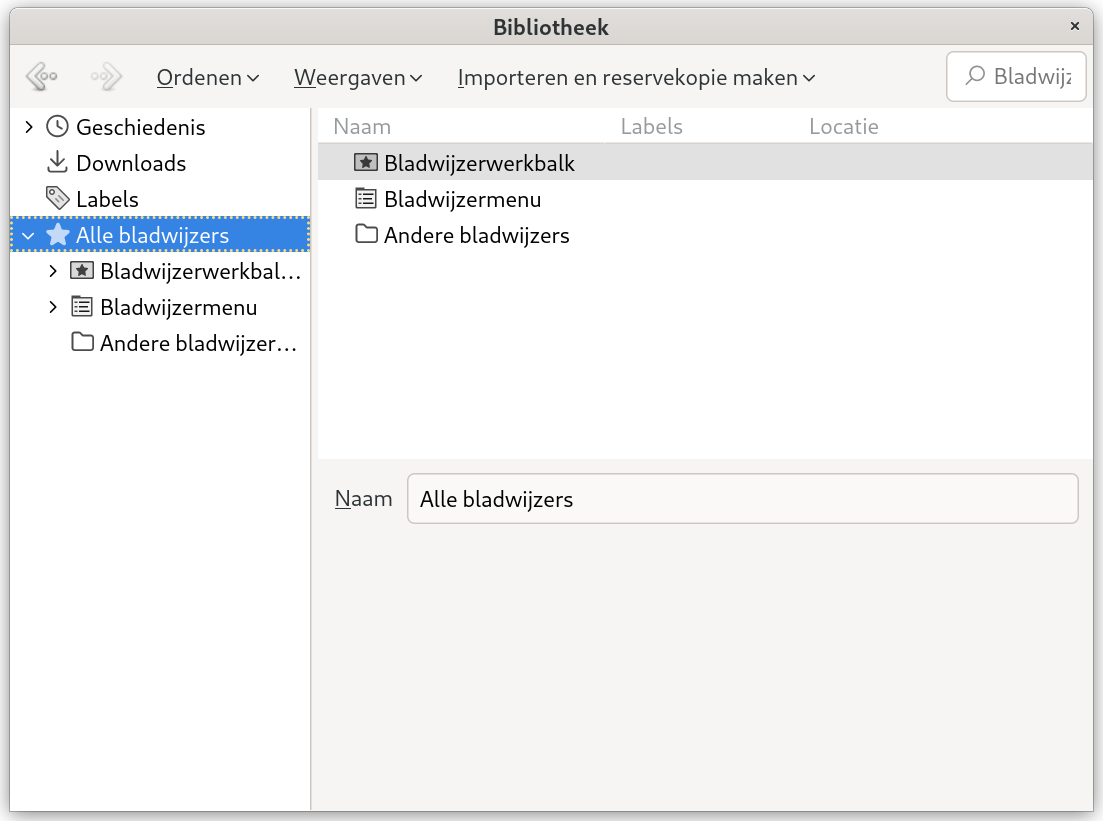 Bibliotheek
Ordenen Weergaven Importeren en reservekopie maken Bladwijz
Geschiedenis
Downloads
Labels
Alle bladwijzers
Bladwijzerwerkbal…
Bladwijzermenu
Andere bladwijzer…
Naam Labels Locatie
Bladwijzerwerkbalk
Bladwijzermenu
Andere bladwijzers
Naam Alle bladwijzers